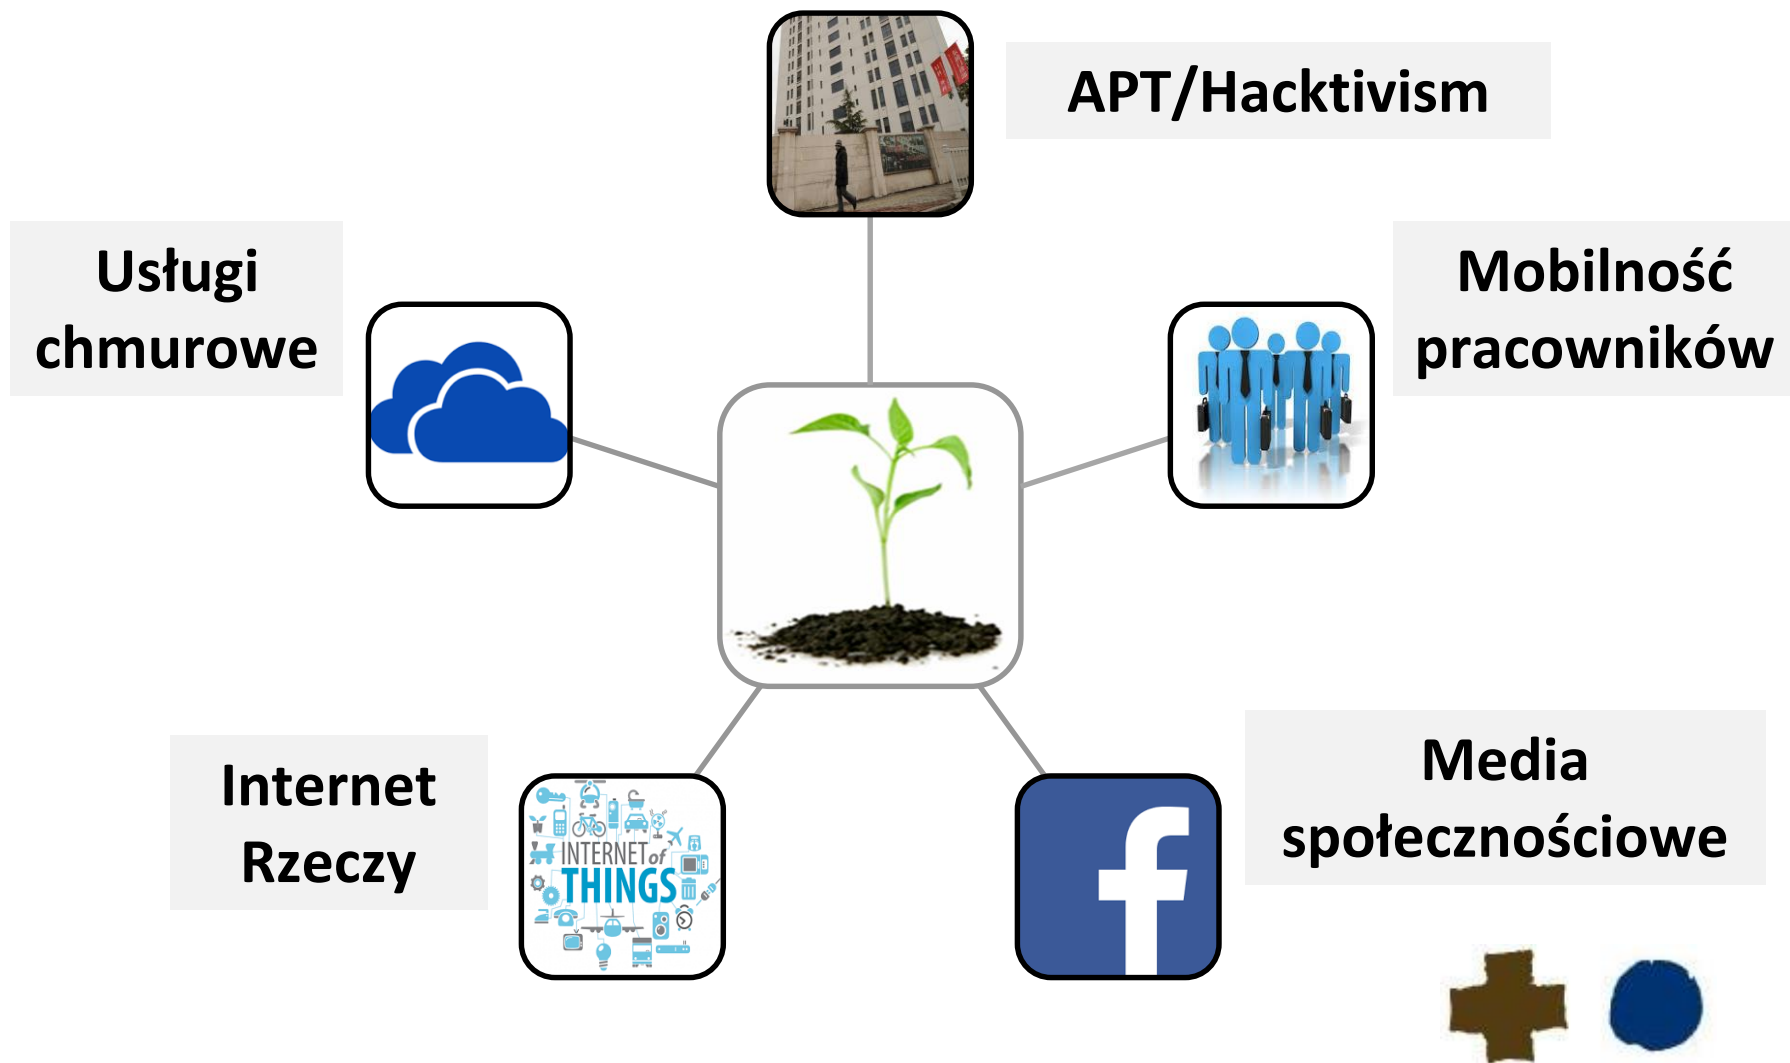 APT/Hacktivism
Usługi
chmurowe
Mobilność
pracowników
Internet
Rzeczy
INTERNET of
THINGS
Media
społecznościowe
f